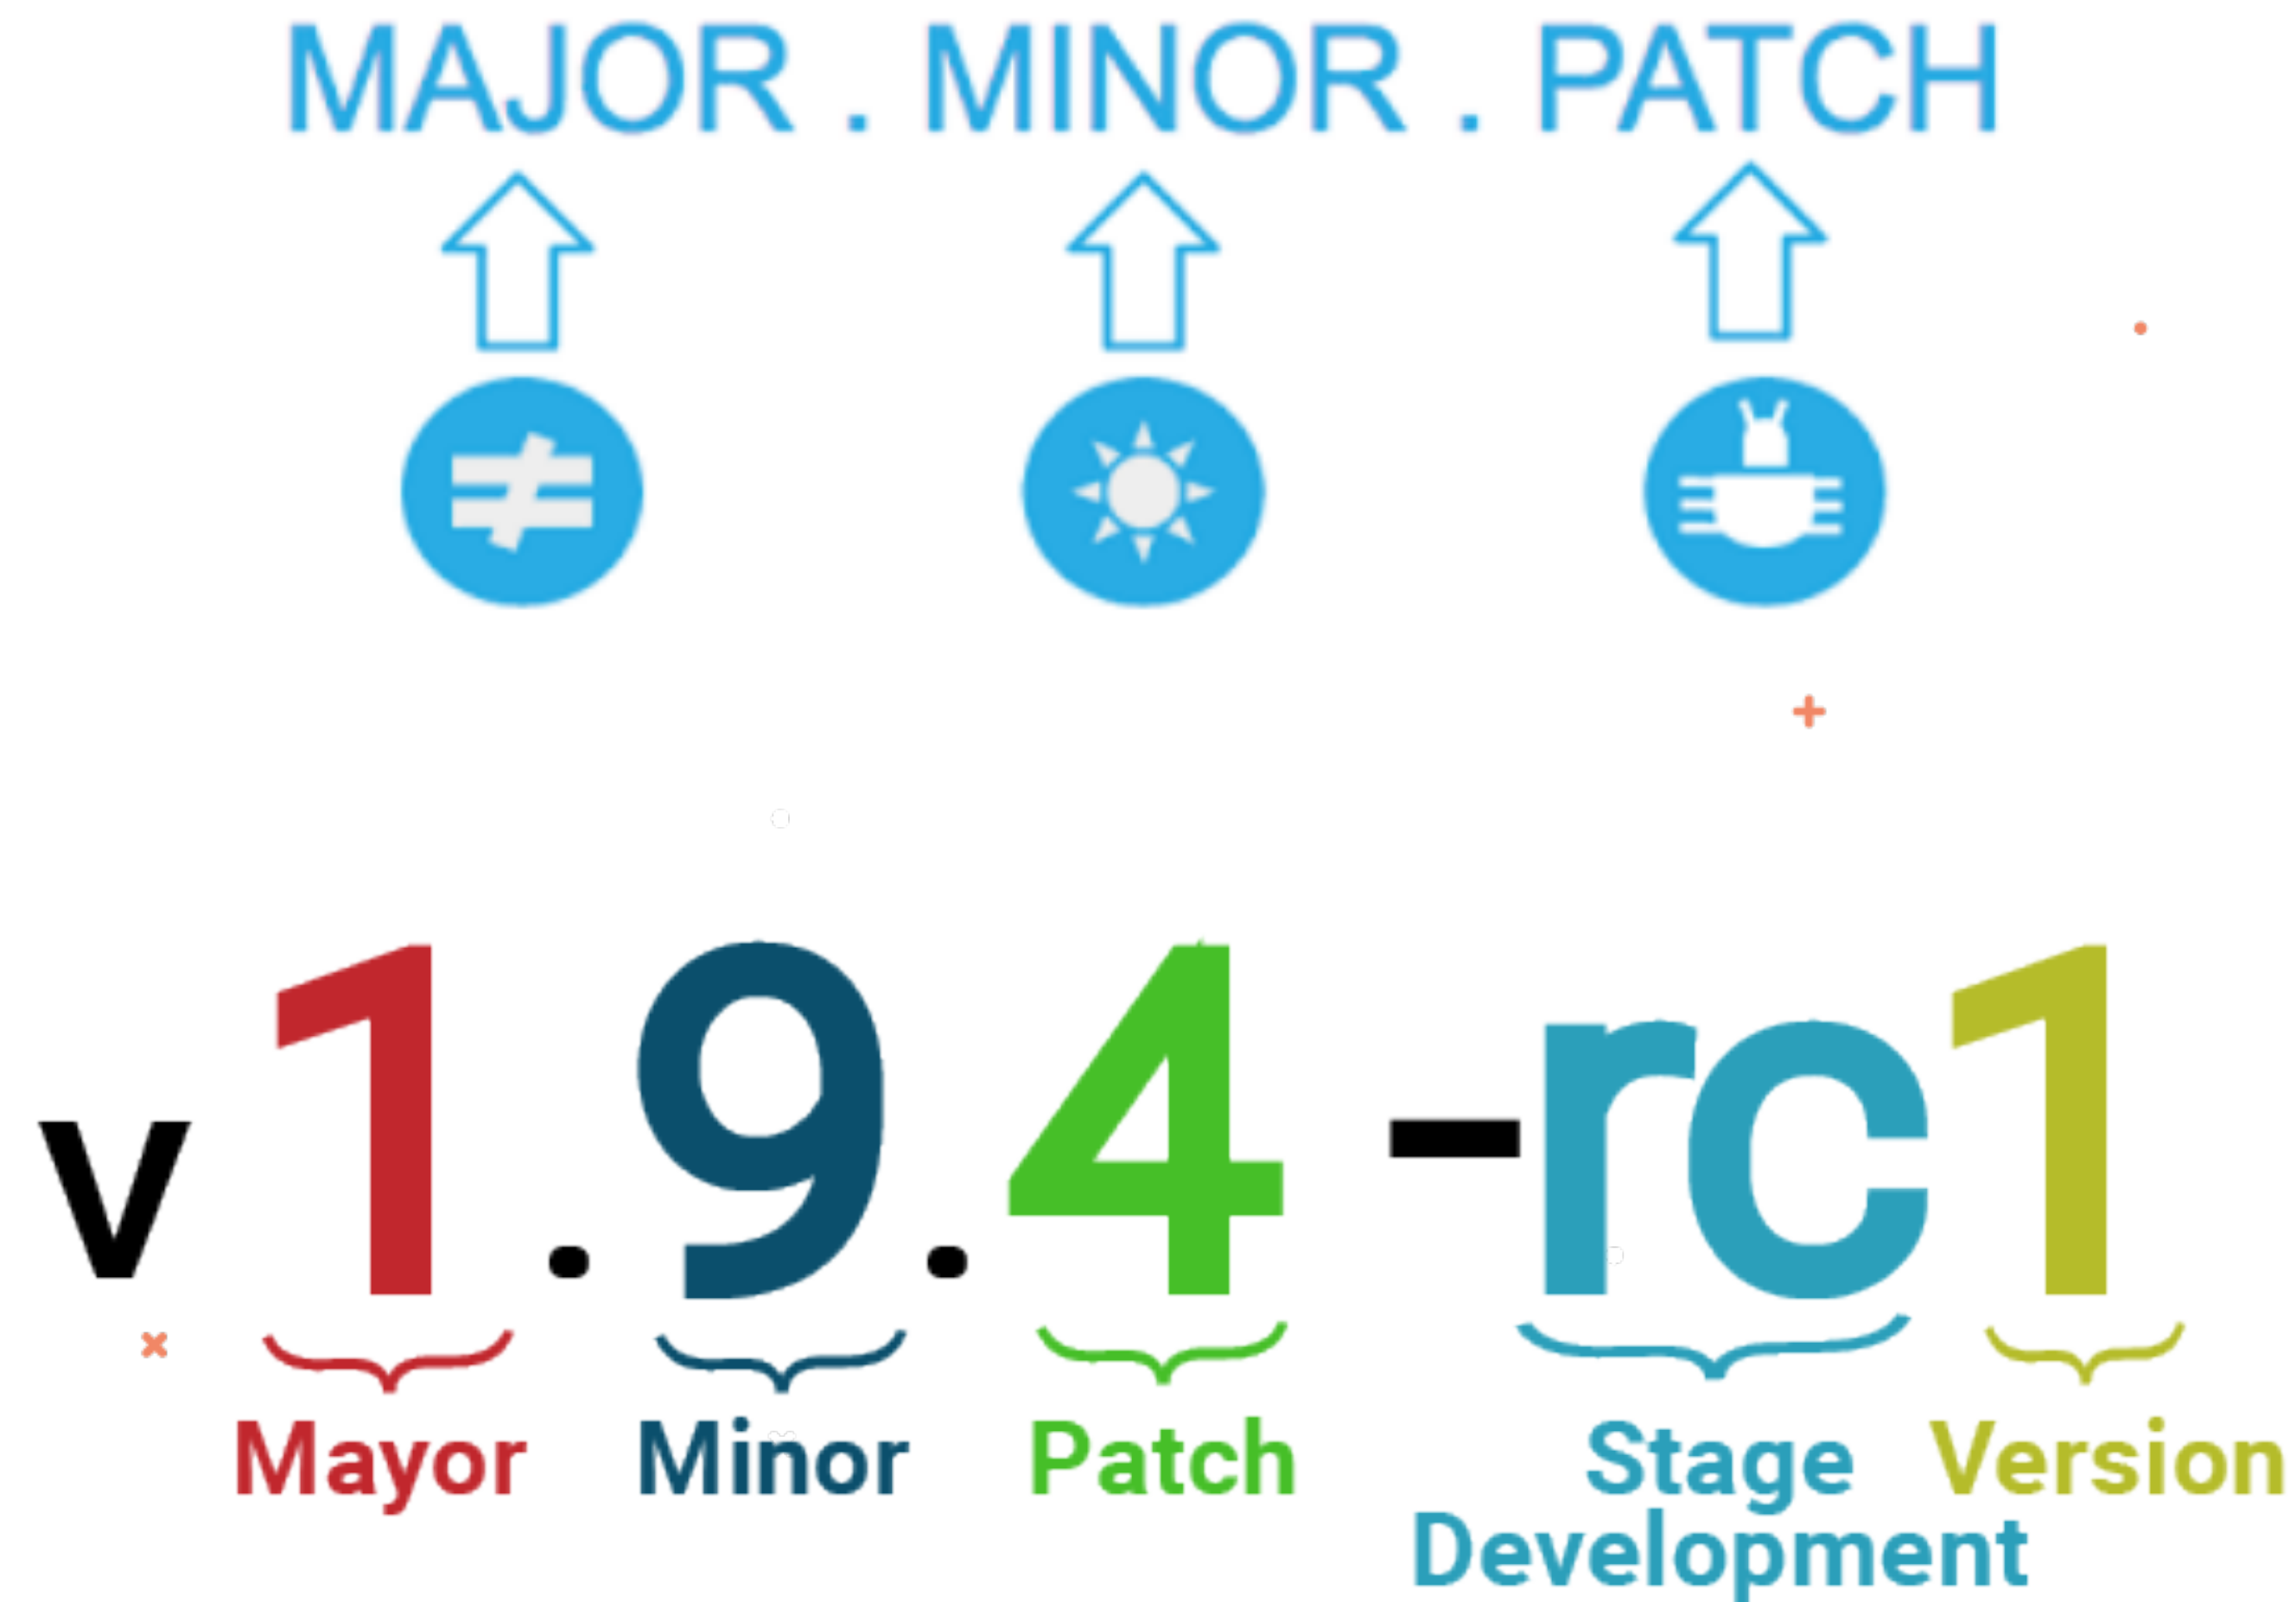 MAJOR . MINOR . PATCH
v1.9.4-rc1
Mayor Minor Patch Stage Version
Development